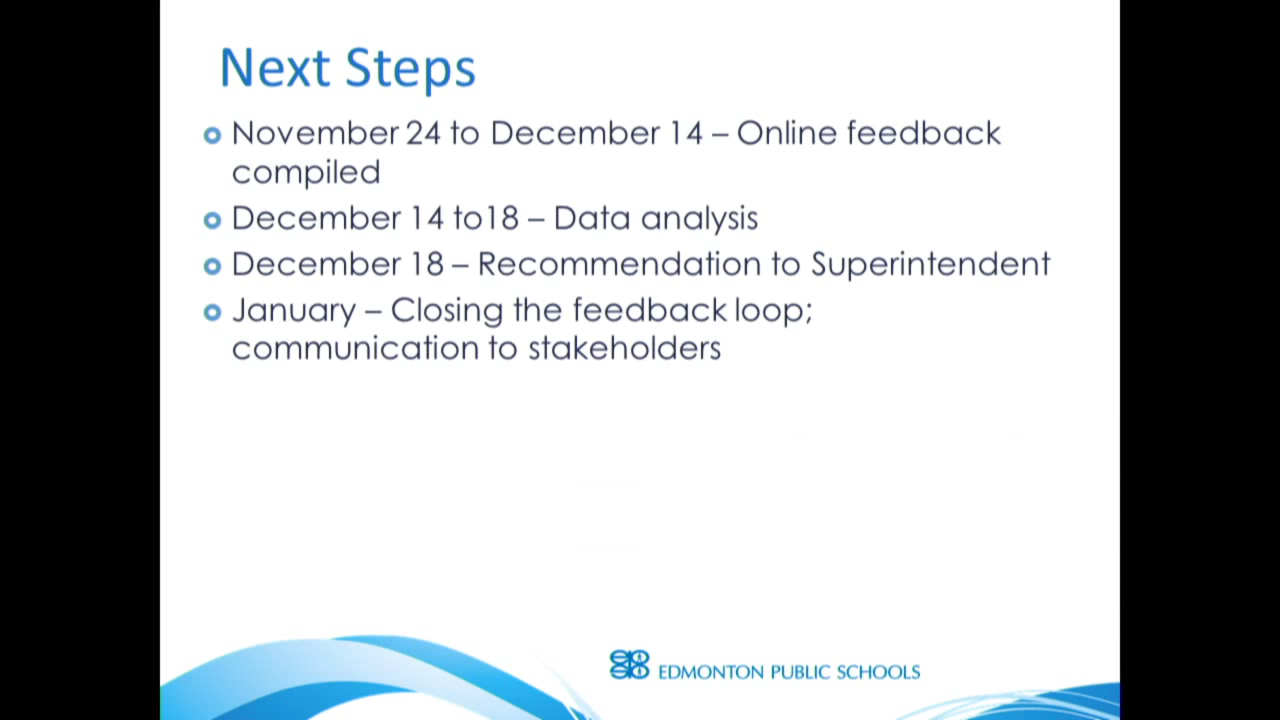 Next Steps
November 24 to December 14 – Online feedback
compiled
December 14 to18 – Data analysis
December 18 – Recommendation to Superintendent
January – Closing the feedback loop;
communication to stakeholders
EDMONTON PUBLIC SCHOOLS